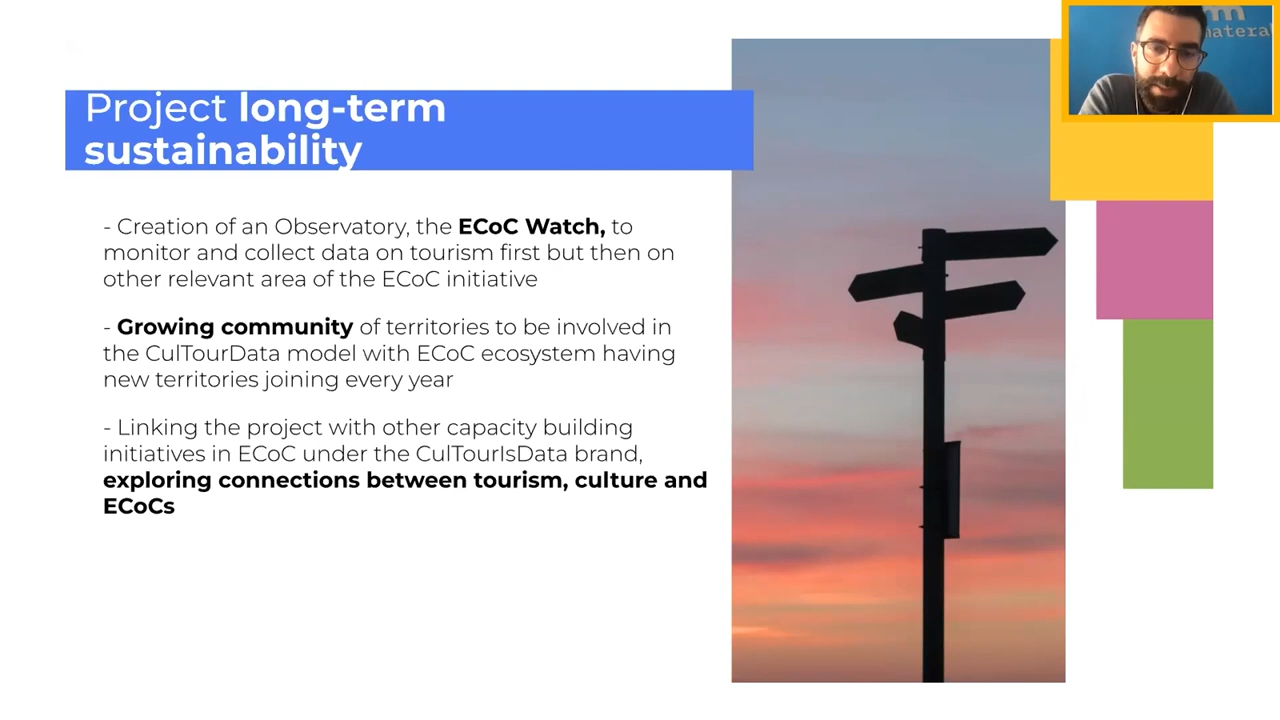 Project long-term
sustainability
- Creation of an Observatory, the ECoC Watch, to
monitor and collect data on tourism first but then on
other relevant area of the ECoC initiative
- Growing community of territories to be involved in
the CulTourData model with ECoC ecosystem having
new territories joining every year
- Linking the project with other capacity building
initiatives in ECoC under the CulTourIsData brand,
exploring connections between tourism, culture and
ECoCs
m
matera